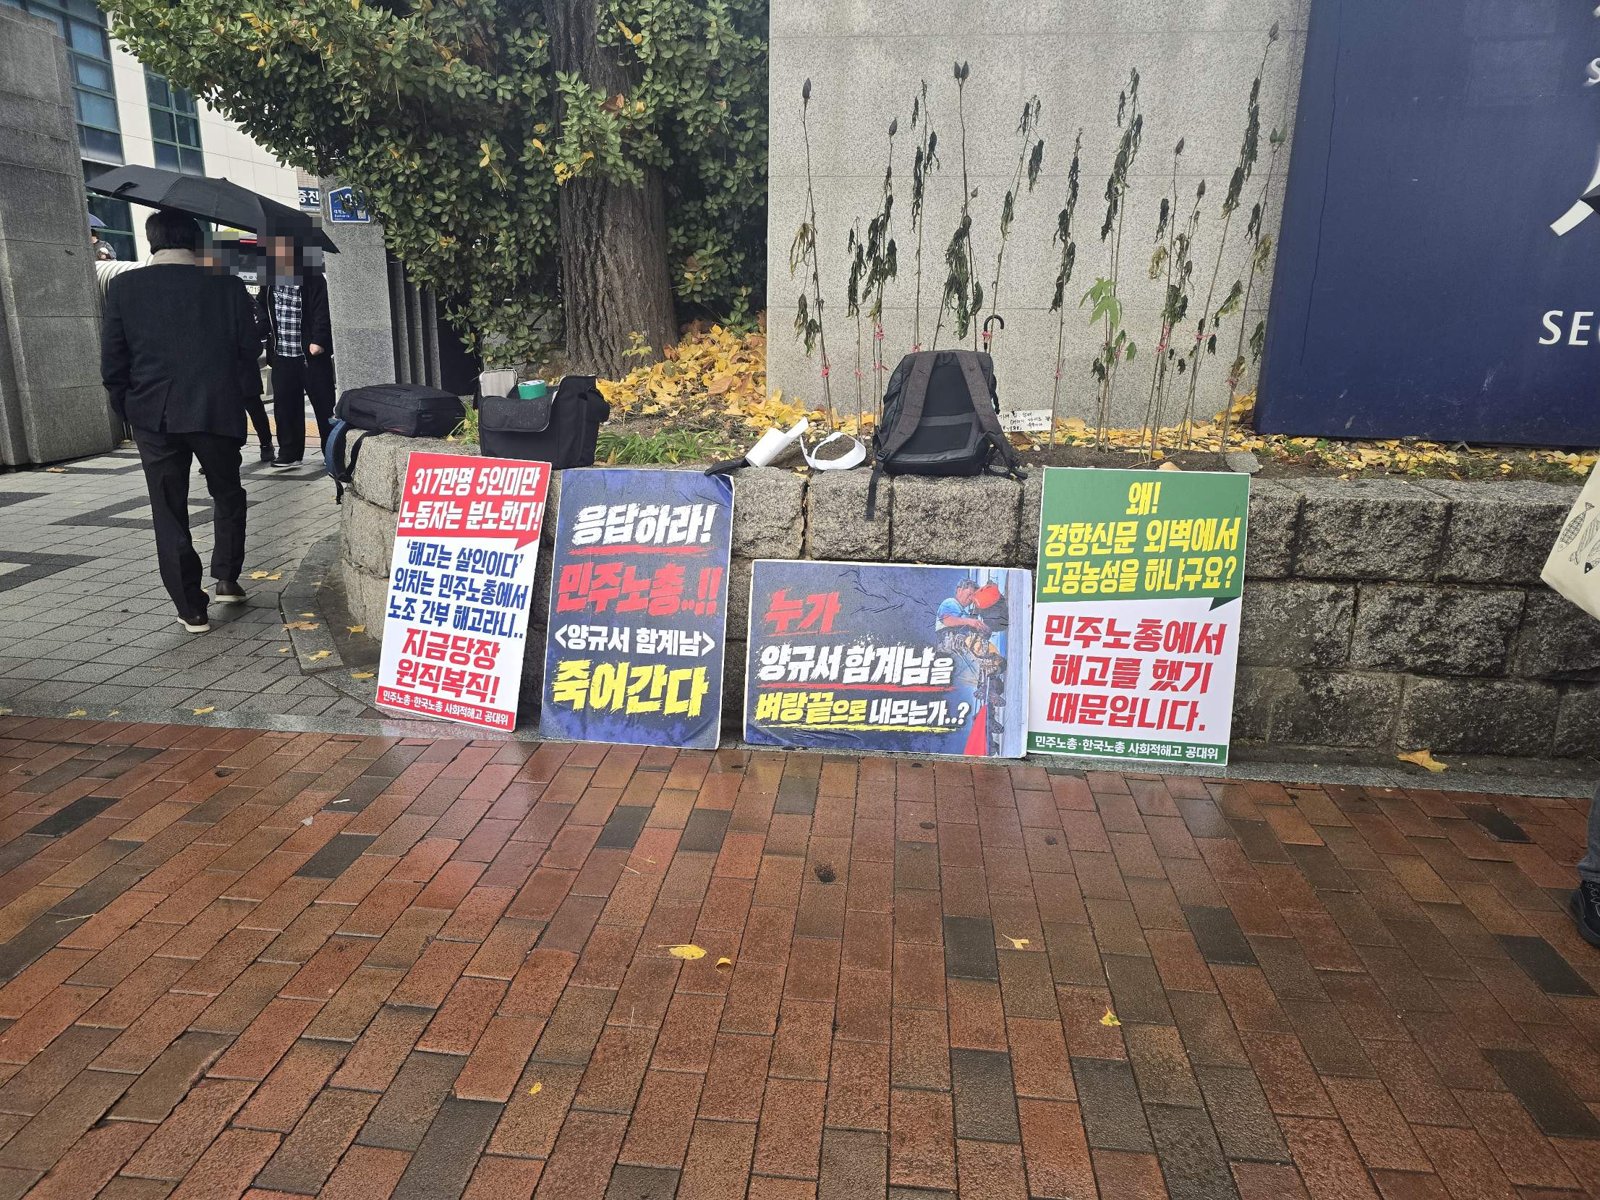 증진
317만명 5인미만
노동자는 분노한다!
'해고는 살인이다'
외치는 민주노총에서
노조 간부 해고라니..
지금당장
원직복직!
민주노총·한국노총 사회적해고 공대위
응답하라!
민주노총..!!
<양규서 함계남>
죽어간다
누가
양규서 함계남을
벼랑끝으로 내모는가..?
왜!
경향신문 외벽에서
고공농성을 하냐구요?
민주노총에서
해고를 했기
때문입니다.
민주노총·한국노총 사회적해고 공대위
S
SEO